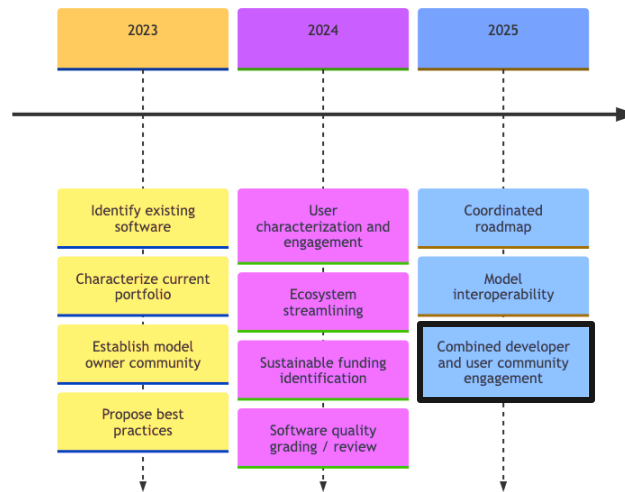 2023
2024
2025
Identify existing
software
Characterize current
portfolio
Establish model
owner community
Propose best
practices
User
characterization and
engagement
Ecosystem
streamlining
Sustainable funding
identification
Software quality
grading / review
Coordinated
roadmap
Model
interoperability
Combined developer
and user community
engagement